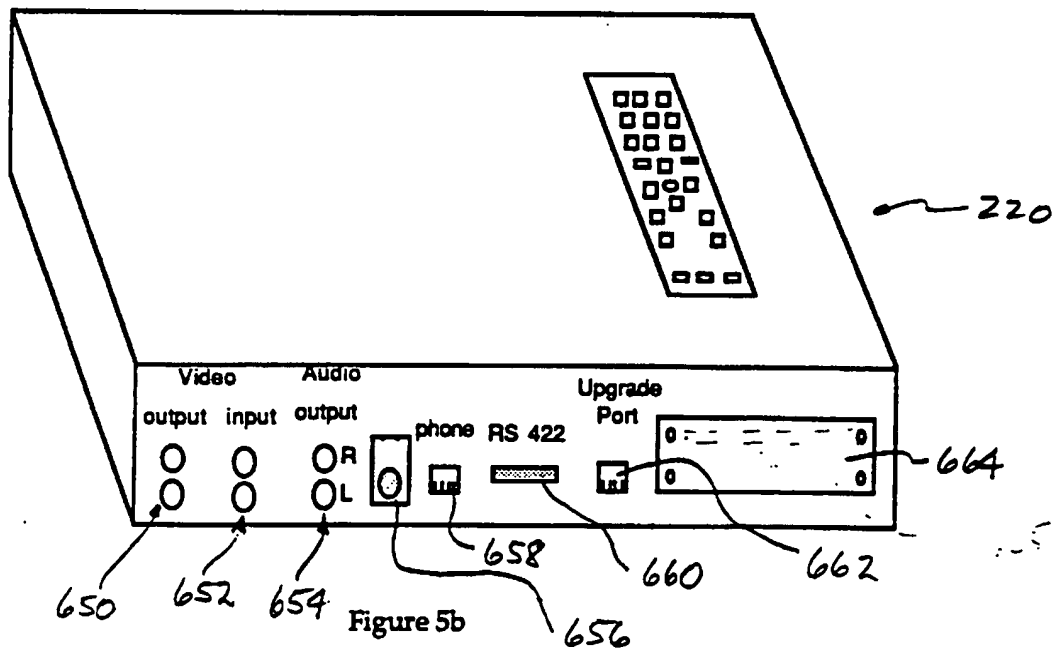 220
Video Audio Upgrade
output input output phone RS 422 Port
R
L
664
650 652 654 658 660 662
Figure 5b 656